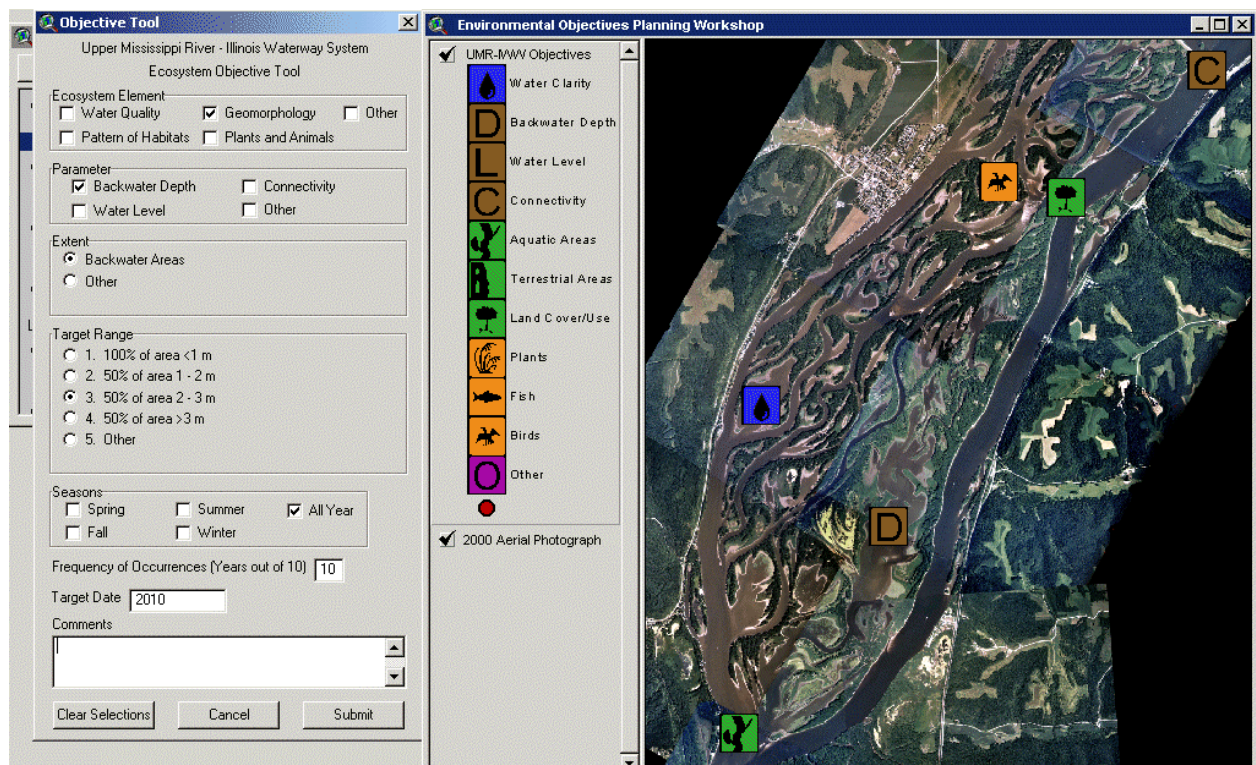 Objective Tool
Upper Mississippi River - Illinois Waterway System
Ecosystem Objective Tool
Ecosystem Element
Water Quality Geomorphology Other
Pattern of Habitats Plants and Animals
Parameter
Backwater Depth Connectivity
Water Level Other
Extent
Backwater Areas
Other
Target Range
1. 100% of area <1 m
2. 50% of area 1 - 2 m
3. 50% of area 2 - 3 m
4. 50% of area >3 m
5. Other
Seasons
Spring Summer All Year
Fall Winter
Frequency of Occurrences (Years out of 10) 10
Target Date 2010
Comments
Clear Selections Cancel Submit
Environmental Objectives Planning Workshop
UMR-IWW Objectives
Water Clarity
D Backwater Depth
L Water Level
C Connectivity
Aquatic Areas
Terrestrial Areas
Land Cover/Use
Plants
Fish
Birds
O Other
2000 Aerial Photograph
C
D